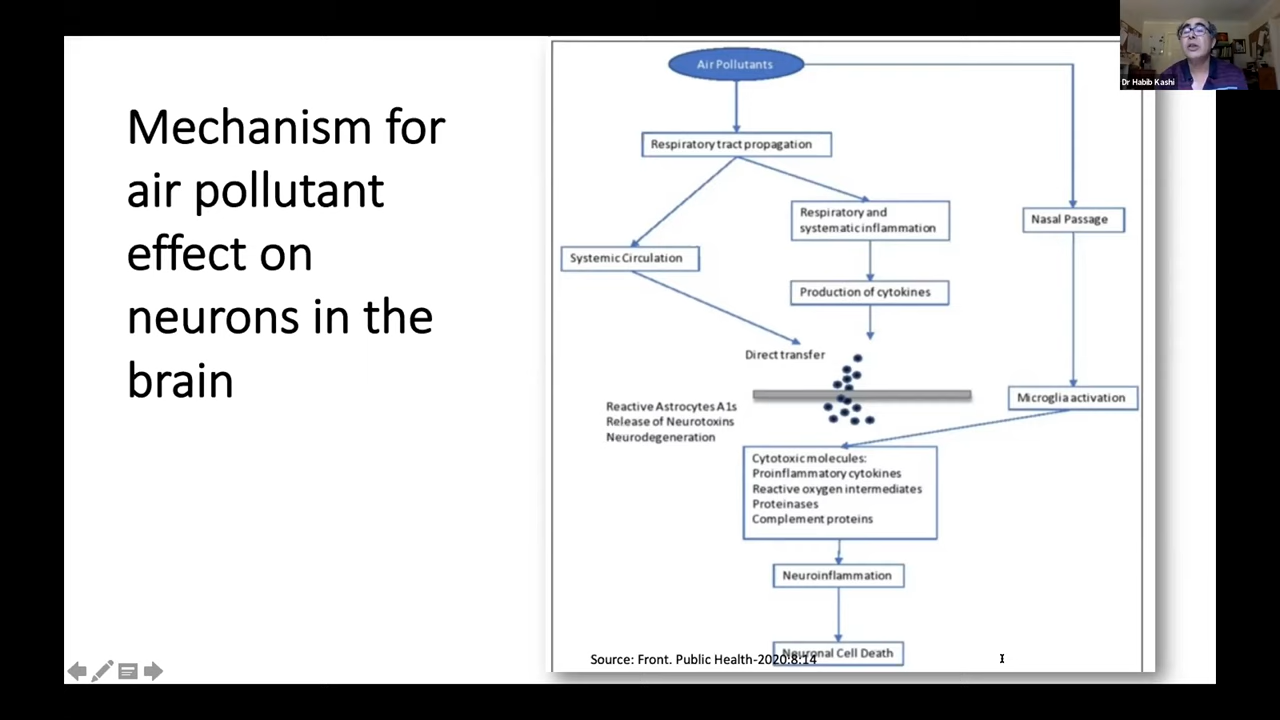 Mechanism for
air pollutant
effect on
neurons in the
brain
Air Pollutants
Respiratory tract propagation
Respiratory and
systematic inflammation
Nasal Passage
Systemic Circulation
Production of cytokines
Direct transfer
Microglia activation
Reactive Astrocytes A1s
Release of Neurotoxins
Neurodegeneration
Cytotoxic molecules:
Proinflammatory cytokines
Reactive oxygen intermediates
Proteinases
Complement proteins
Neuroinflammation
Neuronal Cell Death
Source: Front. Public Health-2020:8:14
Dr Habib Kashi